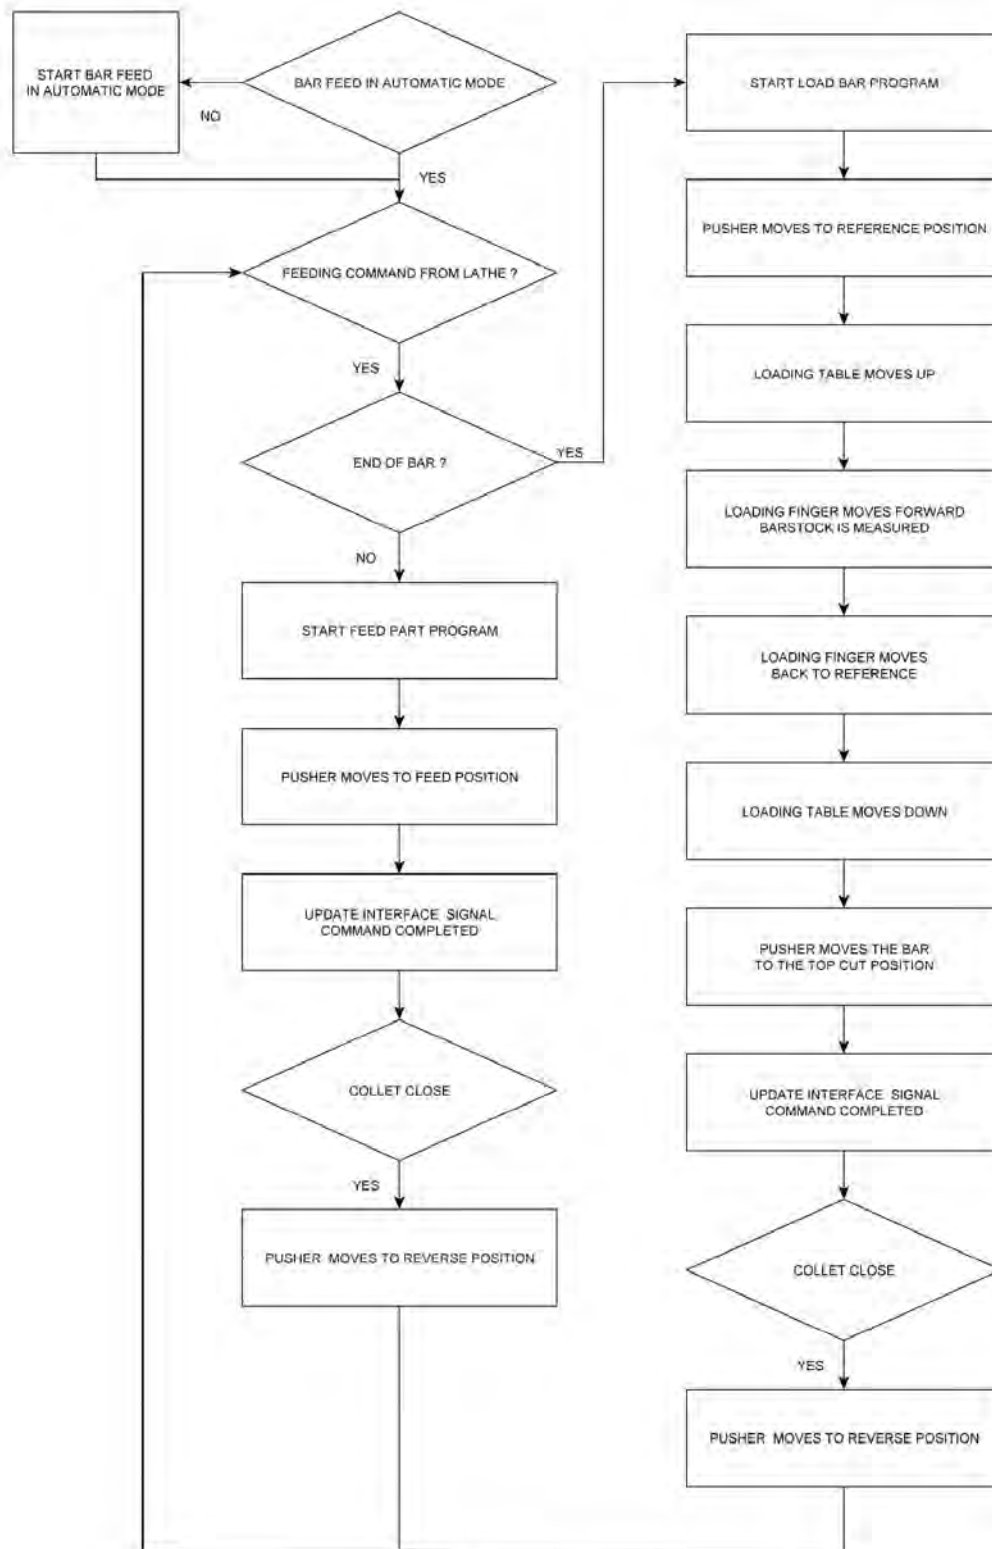 START BAR FEED
IN AUTOMATIC MODE
BAR FEED IN AUTOMATIC MODE
NO
YES
FEEDING COMMAND FROM LATHE ?
YES
END OF BAR ?
YES
NO
START FEED PART PROGRAM
PUSHER MOVES TO FEED POSITION
UPDATE INTERFACE SIGNAL
COMMAND COMPLETED
COLLET CLOSE
YES
PUSHER MOVES TO REVERSE POSITION
START LOAD BAR PROGRAM
PUSHER MOVES TO REFERENCE POSITION
LOADING TABLE MOVES UP
LOADING FINGER MOVES FORWARD
BARSTOCK IS MEASURED
LOADING FINGER MOVES
BACK TO REFERENCE
LOADING TABLE MOVES DOWN
PUSHER MOVES THE BAR
TO THE TOP CUT POSITION
UPDATE INTERFACE SIGNAL
COMMAND COMPLETED
COLLET CLOSE
YES
PUSHER MOVES TO REVERSE POSITION